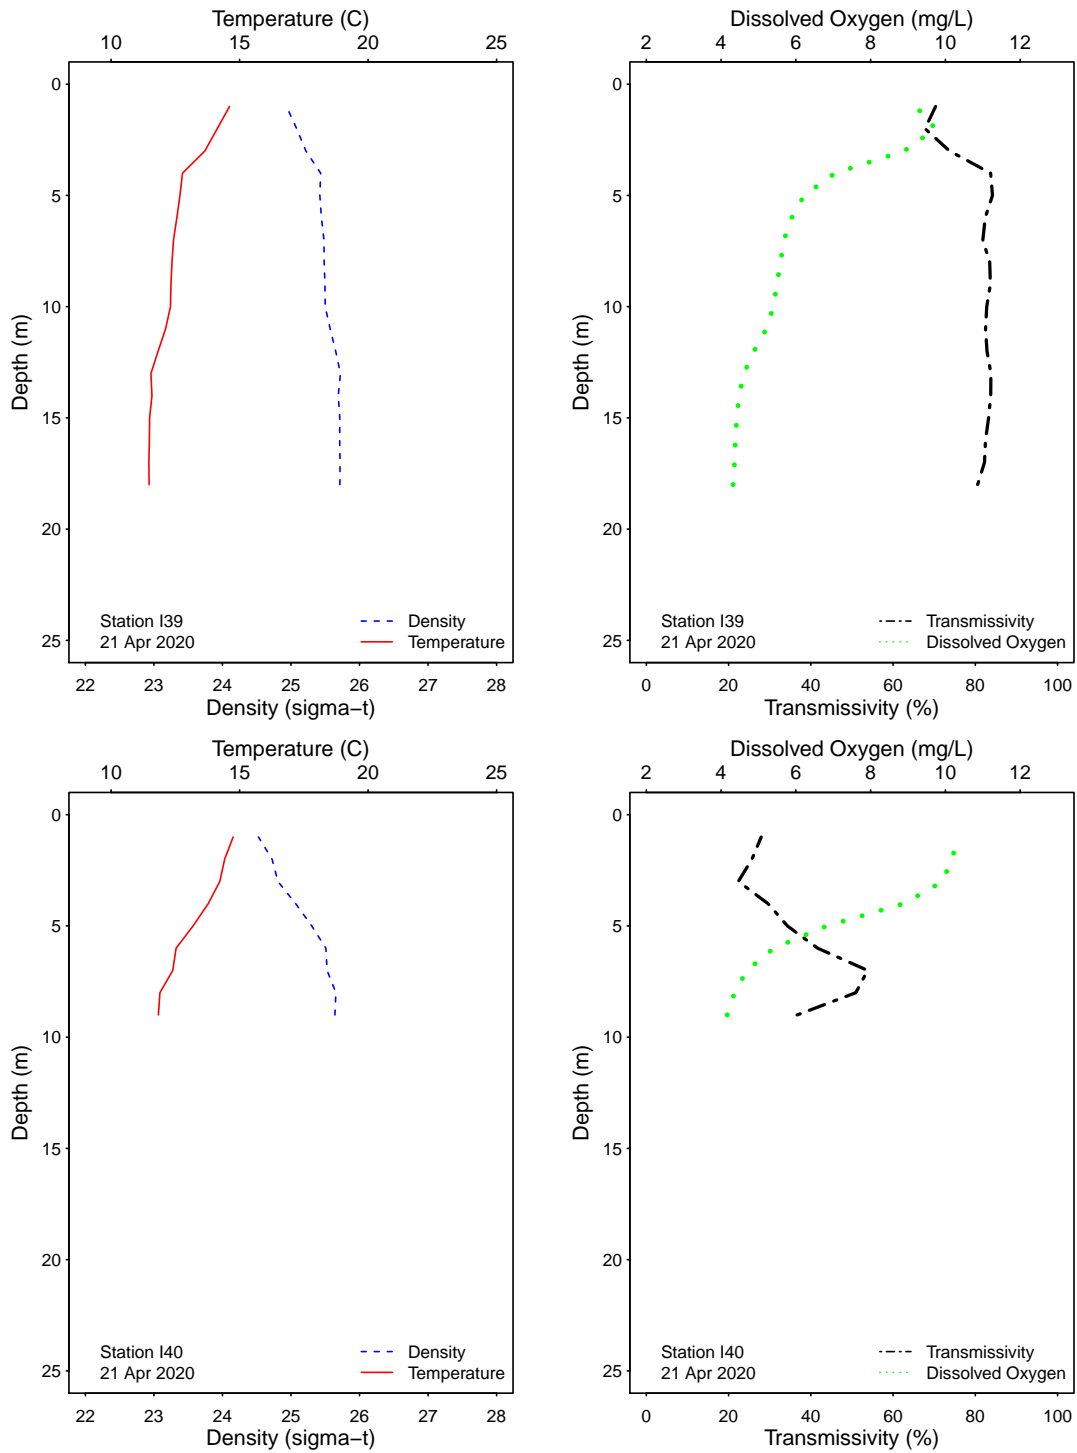 Temperature (C)
10 15 20 25
0
5
10
15
20
25
Depth (m)
Station I39
21 Apr 2020
Density
Temperature
22 23 24 25 26 27 28
Density (sigma−t)
Dissolved Oxygen (mg/L)
2 4 6 8 10 12
0
5
10
15
20
25
Depth (m)
Station I39
21 Apr 2020
Transmissivity
Dissolved Oxygen
0 20 40 60 80 100
Transmissivity (%)
Temperature (C)
10 15 20 25
0
5
10
15
20
25
Depth (m)
Station I40
21 Apr 2020
Density
Temperature
22 23 24 25 26 27 28
Density (sigma−t)
Dissolved Oxygen (mg/L)
2 4 6 8 10 12
0
5
10
15
20
25
Depth (m)
Station I40
21 Apr 2020
Transmissivity
Dissolved Oxygen
0 20 40 60 80 100
Transmissivity (%)